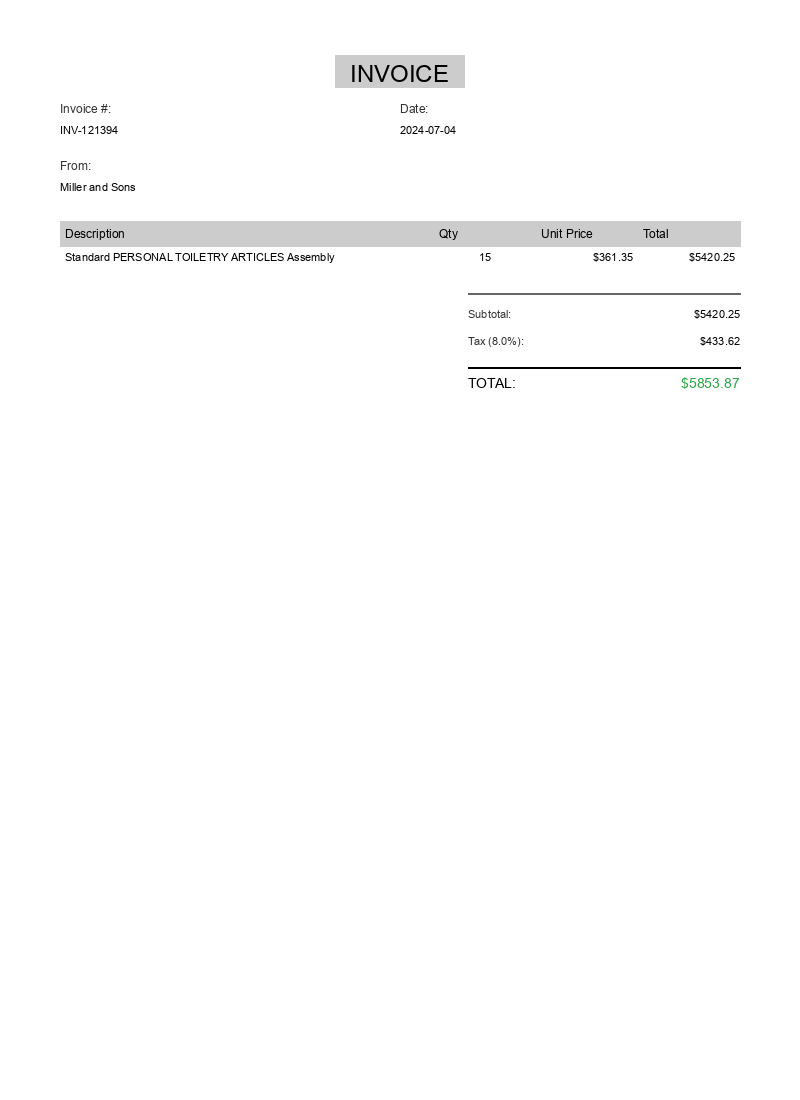 INVOICE
Invoice #: Date:
INV-121394 2024-07-04
From:
Miller and Sons
Description Qty Unit Price Total
Standard PERSONAL TOILETRY ARTICLES Assembly 15 $361.35 $5420.25
Subtotal: $5420.25
Tax (8.0%): $433.62
TOTAL: $5853.87